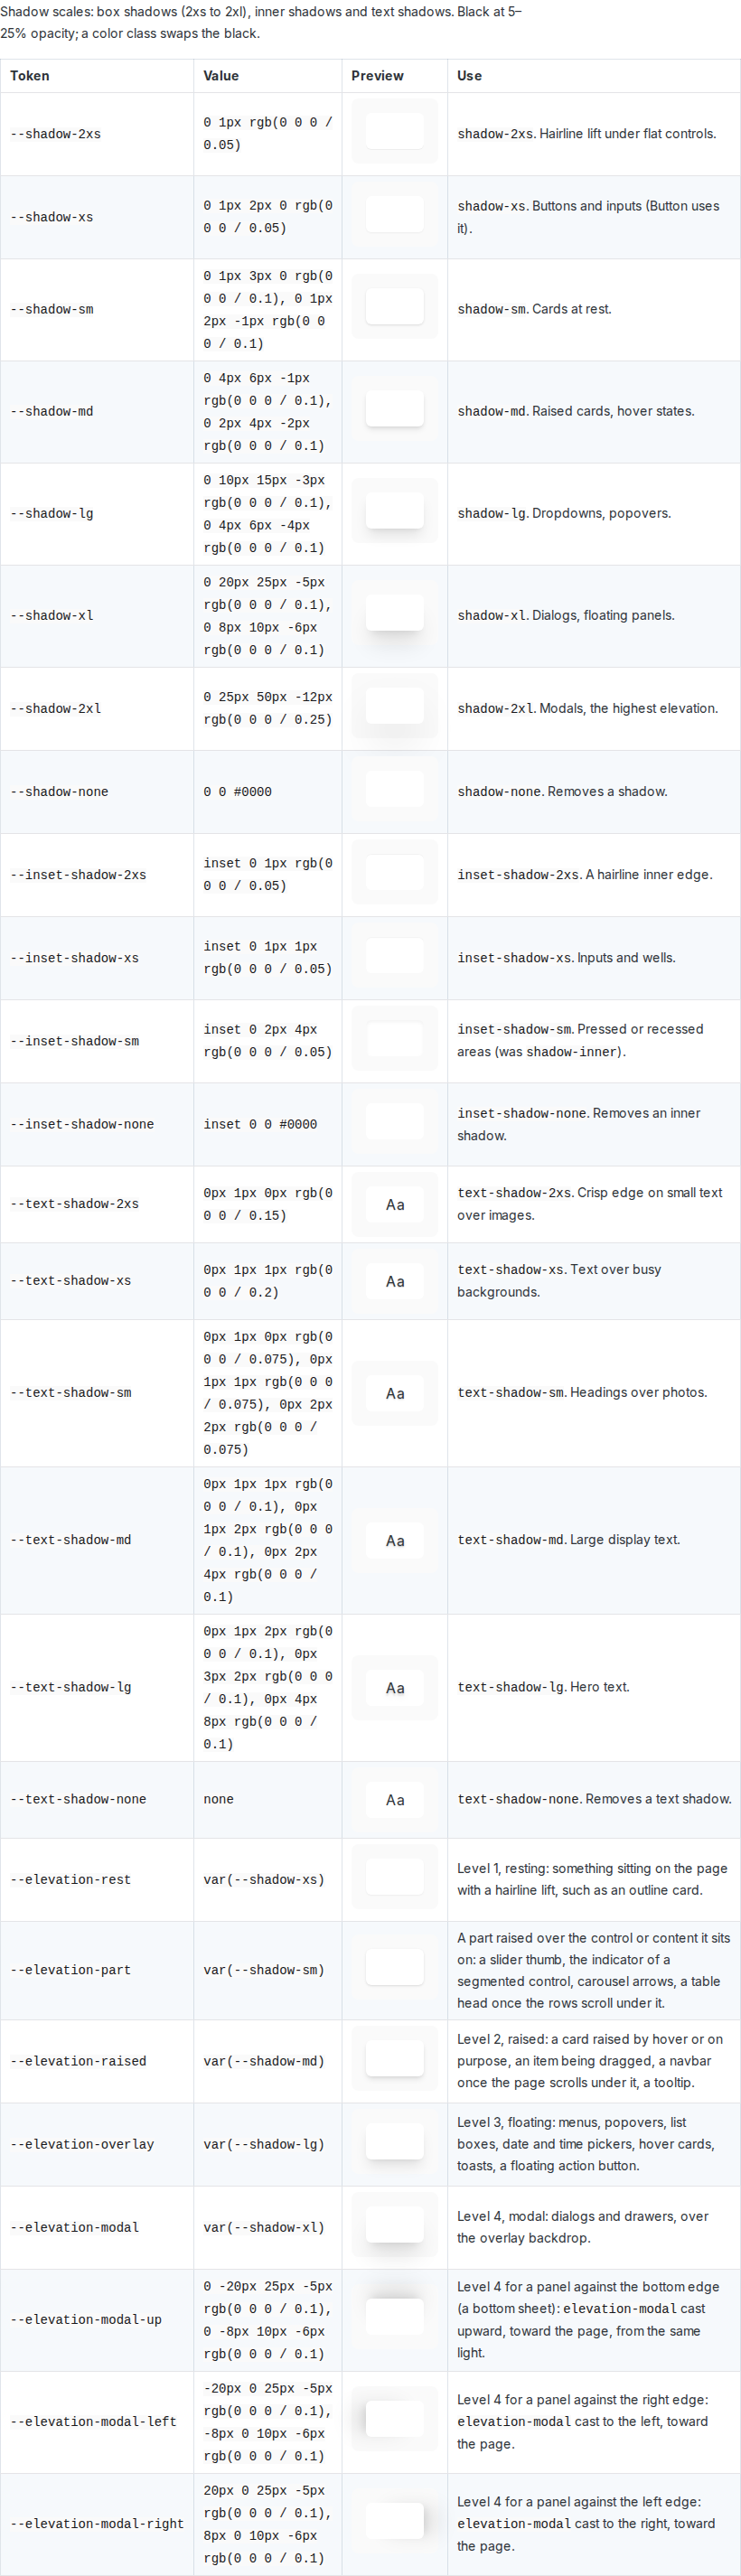 Shadow scales: box shadows (2xs to 2xl), inner shadows and text shadows. Black at 5–
25% opacity; a color class swaps the black.
Token Value Preview Use
--shadow-2xs
0 1px rgb(0 0 0 /
0.05)
shadow-2xs. Hairline lift under flat controls.
--shadow-xs
0 1px 2px 0 rgb(0
0 0 / 0.05)
shadow-xs. Buttons and inputs (Button uses
it).
--shadow-sm
0 1px 3px 0 rgb(0
0 0 / 0.1), 0 1px
2px -1px rgb(0 0
0 / 0.1)
shadow-sm. Cards at rest.
--shadow-md
0 4px 6px -1px
rgb(0 0 0 / 0.1),
0 2px 4px -2px
rgb(0 0 0 / 0.1)
shadow-md. Raised cards, hover states.
--shadow-lg
0 10px 15px -3px
rgb(0 0 0 / 0.1),
0 4px 6px -4px
rgb(0 0 0 / 0.1)
shadow-lg. Dropdowns, popovers.
--shadow-xl
0 20px 25px -5px
rgb(0 0 0 / 0.1),
0 8px 10px -6px
rgb(0 0 0 / 0.1)
shadow-xl. Dialogs, floating panels.
--shadow-2xl
0 25px 50px -12px
rgb(0 0 0 / 0.25)
shadow-2xl. Modals, the highest elevation.
--shadow-none
0 0 #0000
shadow-none. Removes a shadow.
--inset-shadow-2xs
inset 0 1px rgb(0
0 0 / 0.05)
inset-shadow-2xs. A hairline inner edge.
--inset-shadow-xs
inset 0 1px 1px
rgb(0 0 0 / 0.05)
inset-shadow-xs. Inputs and wells.
--inset-shadow-sm
inset 0 2px 4px
rgb(0 0 0 / 0.05)
inset-shadow-sm. Pressed or recessed
areas (was shadow-inner).
--inset-shadow-none
inset 0 0 #0000
inset-shadow-none. Removes an inner
shadow.
--text-shadow-2xs
0px 1px 0px rgb(0
0 0 / 0.15)
Aa
text-shadow-2xs. Crisp edge on small text
over images.
--text-shadow-xs
0px 1px 1px rgb(0
0 0 / 0.2)
Aa
text-shadow-xs. Text over busy
backgrounds.
--text-shadow-sm
0px 1px 0px rgb(0
0 0 / 0.075), 0px
1px 1px rgb(0 0 0
/ 0.075), 0px 2px
2px rgb(0 0 0 /
0.075)
Aa
text-shadow-sm. Headings over photos.
--text-shadow-md
0px 1px 1px rgb(0
0 0 / 0.1), 0px
1px 2px rgb(0 0 0
/ 0.1), 0px 2px
4px rgb(0 0 0 /
0.1)
Aa
text-shadow-md. Large display text.
--text-shadow-lg
0px 1px 2px rgb(0
0 0 / 0.1), 0px
3px 2px rgb(0 0 0
/ 0.1), 0px 4px
8px rgb(0 0 0 /
0.1)
Aa
text-shadow-lg. Hero text.
--text-shadow-none
none
Aa
text-shadow-none. Removes a text shadow.
--elevation-rest
var(--shadow-xs)
Level 1, resting: something sitting on the page
with a hairline lift, such as an outline card.
--elevation-part
var(--shadow-sm)
A part raised over the control or content it sits
on: a slider thumb, the indicator of a
segmented control, carousel arrows, a table
head once the rows scroll under it.
--elevation-raised
var(--shadow-md)
Level 2, raised: a card raised by hover or on
purpose, an item being dragged, a navbar
once the page scrolls under it, a tooltip.
--elevation-overlay
var(--shadow-lg)
Level 3, floating: menus, popovers, list
boxes, date and time pickers, hover cards,
toasts, a floating action button.
--elevation-modal
var(--shadow-xl)
Level 4, modal: dialogs and drawers, over
the overlay backdrop.
--elevation-modal-up
0 -20px 25px -5px
rgb(0 0 0 / 0.1),
0 -8px 10px -6px
rgb(0 0 0 / 0.1)
Level 4 for a panel against the bottom edge
(a bottom sheet): elevation-modal cast
upward, toward the page, from the same
light.
--elevation-modal-left
-20px 0 25px -5px
rgb(0 0 0 / 0.1),
-8px 0 10px -6px
rgb(0 0 0 / 0.1)
Level 4 for a panel against the right edge:
elevation-modal cast to the left, toward
the page.
--elevation-modal-right
20px 0 25px -5px
rgb(0 0 0 / 0.1),
8px 0 10px -6px
rgb(0 0 0 / 0.1)
Level 4 for a panel against the left edge:
elevation-modal cast to the right, toward
the page.